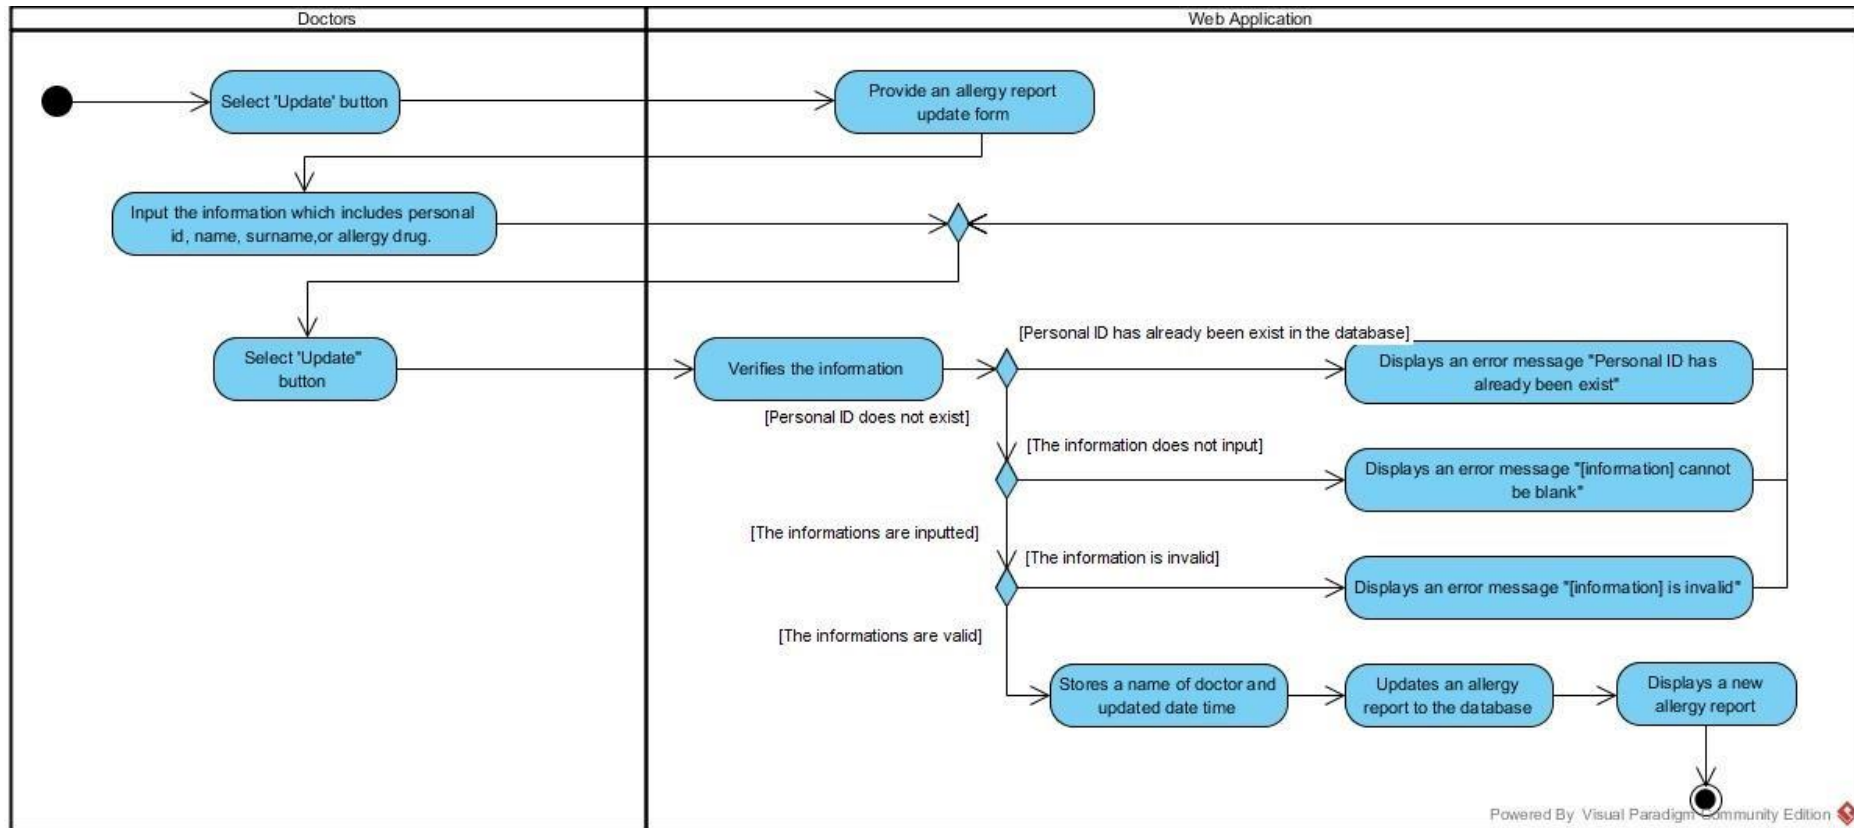 Doctors
Web Application
Select 'Update' button
Provide an allergy report
update form
Input the information which includes personal
id, name, surname,or allergy drug.
Select 'Update"
button
Verifies the information
[Personal ID has already been exist in the database]
Displays an error message "Personal ID has
already been exist"
[Personal ID does not exist]
[The information does not input]
Displays an error message "[information] cannot
be blank"
[The informations are inputted]
[The information is invalid]
Displays an error message "[information] is invalid"
[The informations are valid]
Stores a name of doctor and
updated date time
Updates an allergy
report to the database
Displays a new
allergy report
Powered By Visual Paradigm Community Edition